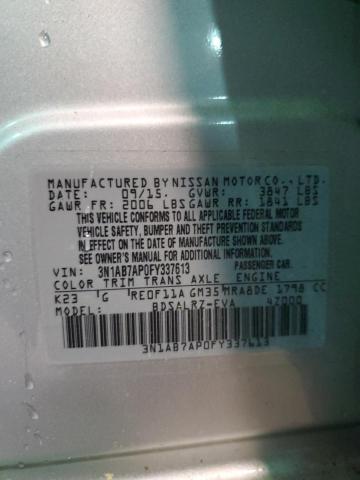 MANUFACTURED BY NISSAN MOTOR CO., LTD.
DATE: 09/15. GVWR: 3847 LBS
GAWR FR: 2006 LBS GAWR RR: 1841 LBS
THIS VEHICLE CONFORMS TO ALL APPLICABLE FEDERAL MOTOR
VEHICLE SAFETY, BUMPER AND THEFT PREVENTION STANDARDS
IN EFFECT ON THE DATE OF MANUFACTURE SHOWN ABOVE.
SEE OWNER'S MANUAL FOR ADDITIONAL INFORMATION.
VIN: 3N1AB7AP0FY337613 PASSENGER CAR
COLOR TRIM TRANS AXLE ENGINE
K23 G RE0F11A GM35 MRA8DE 1798 CC
MODEL: BDSALRZ-EVA 4Z000
3N1AB7AP0FY337613